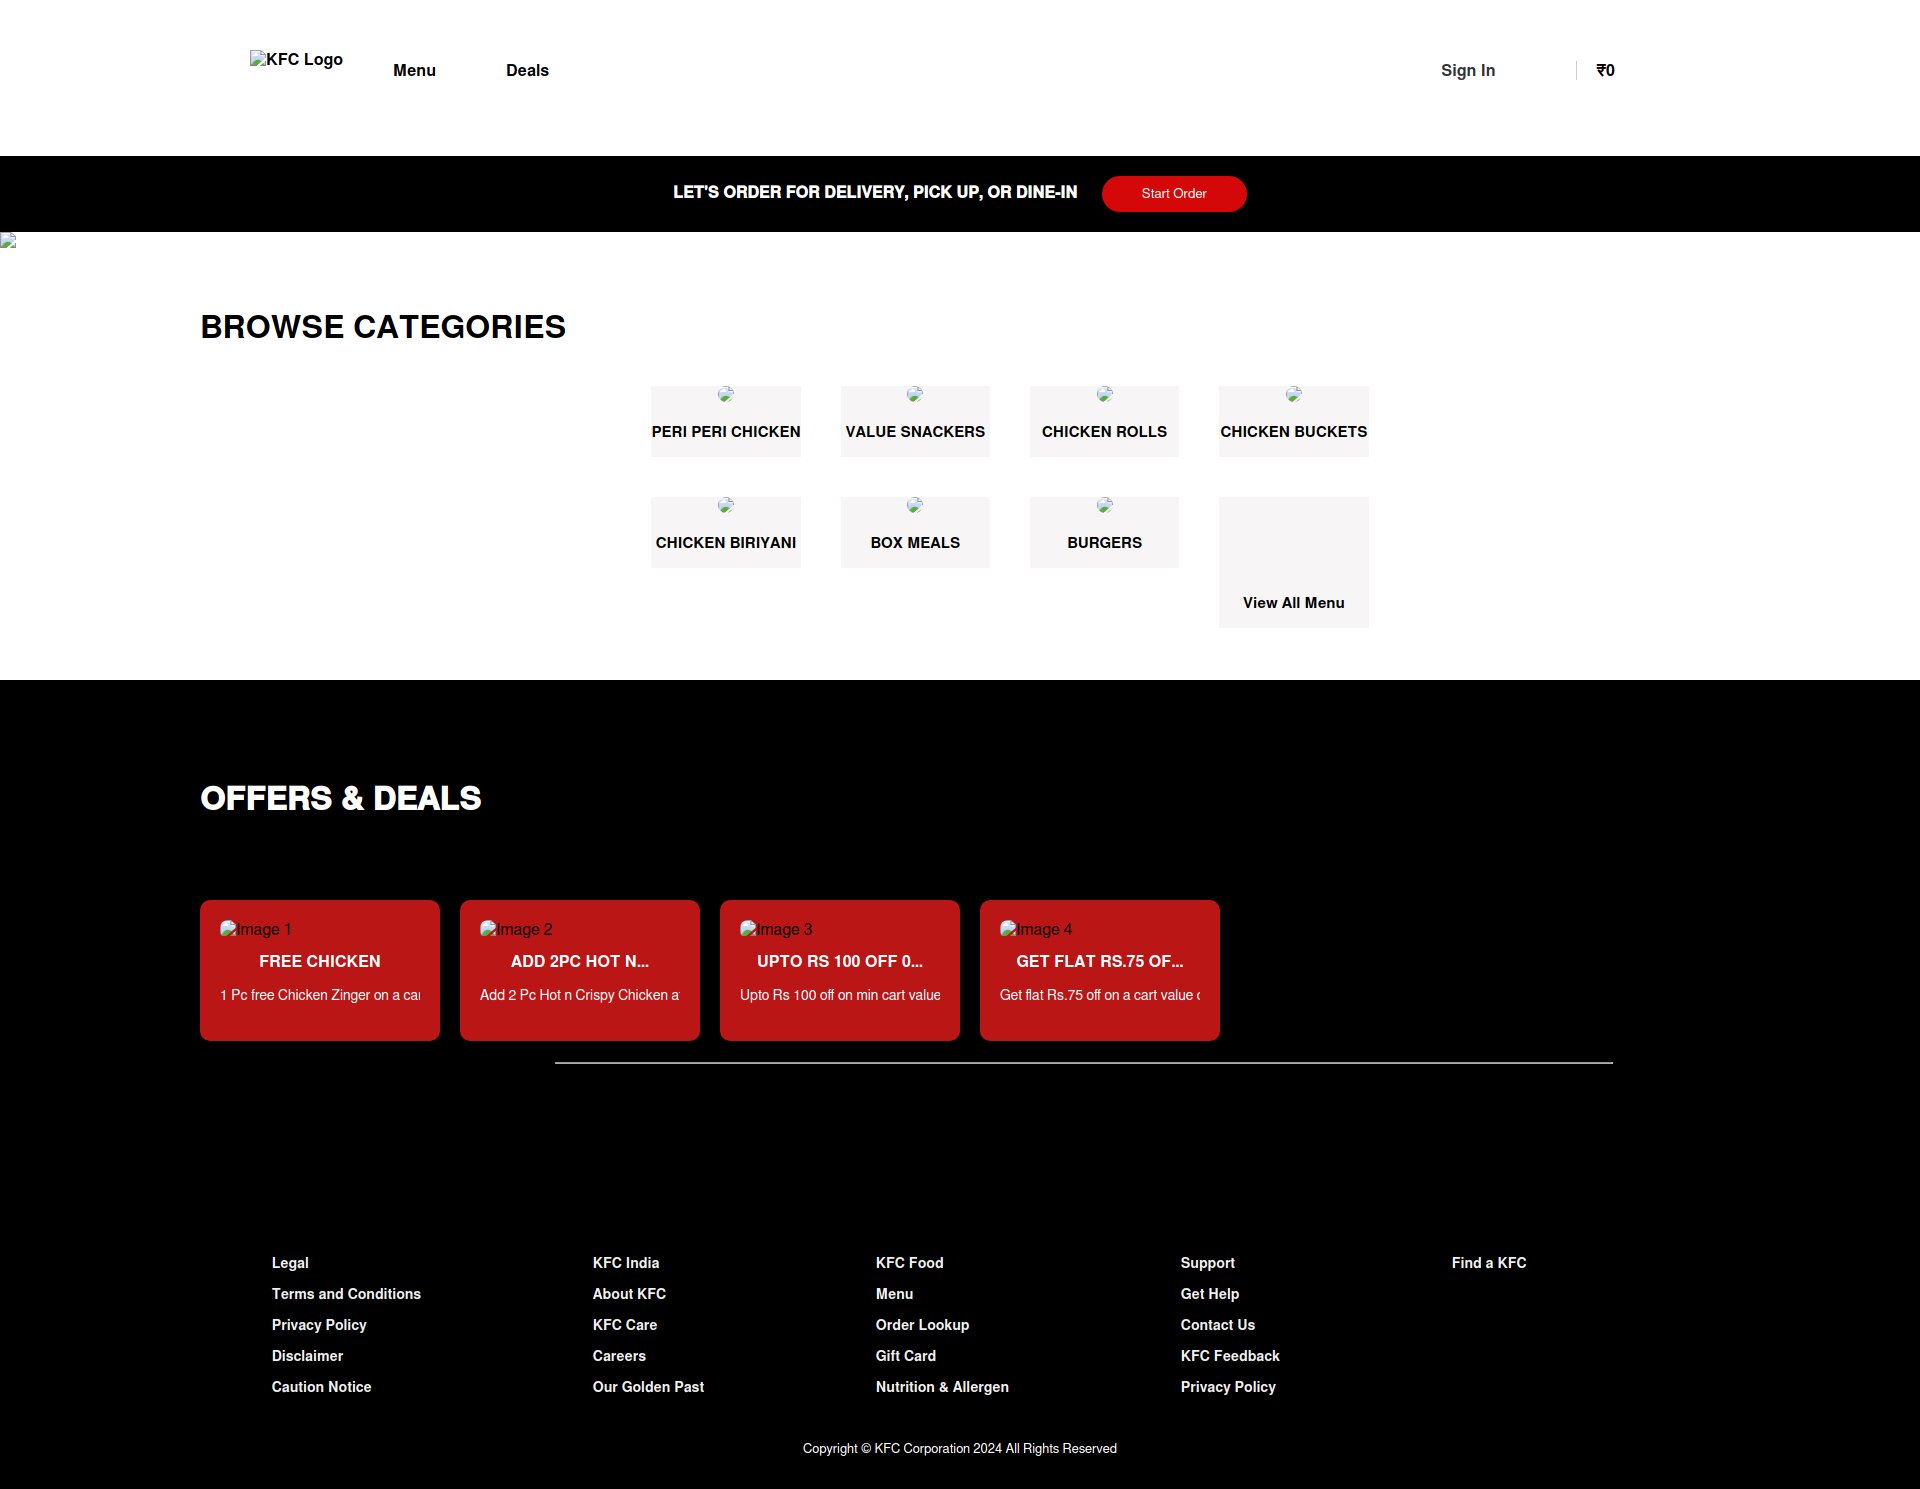 KFC Logo
Menu
Deals
Sign In
₹0
LET'S ORDER FOR DELIVERY, PICK UP, OR DINE-IN
Start Order
BROWSE CATEGORIES
PERI PERI CHICKEN
VALUE SNACKERS
CHICKEN ROLLS
CHICKEN BUCKETS
CHICKEN BIRIYANI
BOX MEALS
BURGERS
View All Menu
OFFERS & DEALS
Image 1
FREE CHICKEN
1 Pc free Chicken Zinger on a car
Image 2
ADD 2PC HOT N...
Add 2 Pc Hot n Crispy Chicken a
Image 3
UPTO RS 100 OFF 0...
Upto Rs 100 off on min cart value
Image 4
GET FLAT RS.75 OF...
Get flat Rs.75 off on a cart value
Legal
Terms and Conditions
Privacy Policy
Disclaimer
Caution Notice
KFC India
About KFC
KFC Care
Careers
Our Golden Past
KFC Food
Menu
Order Lookup
Gift Card
Nutrition & Allergen
Support
Get Help
Contact Us
KFC Feedback
Privacy Policy
Find a KFC
Copyright © KFC Corporation 2024 All Rights Reserved